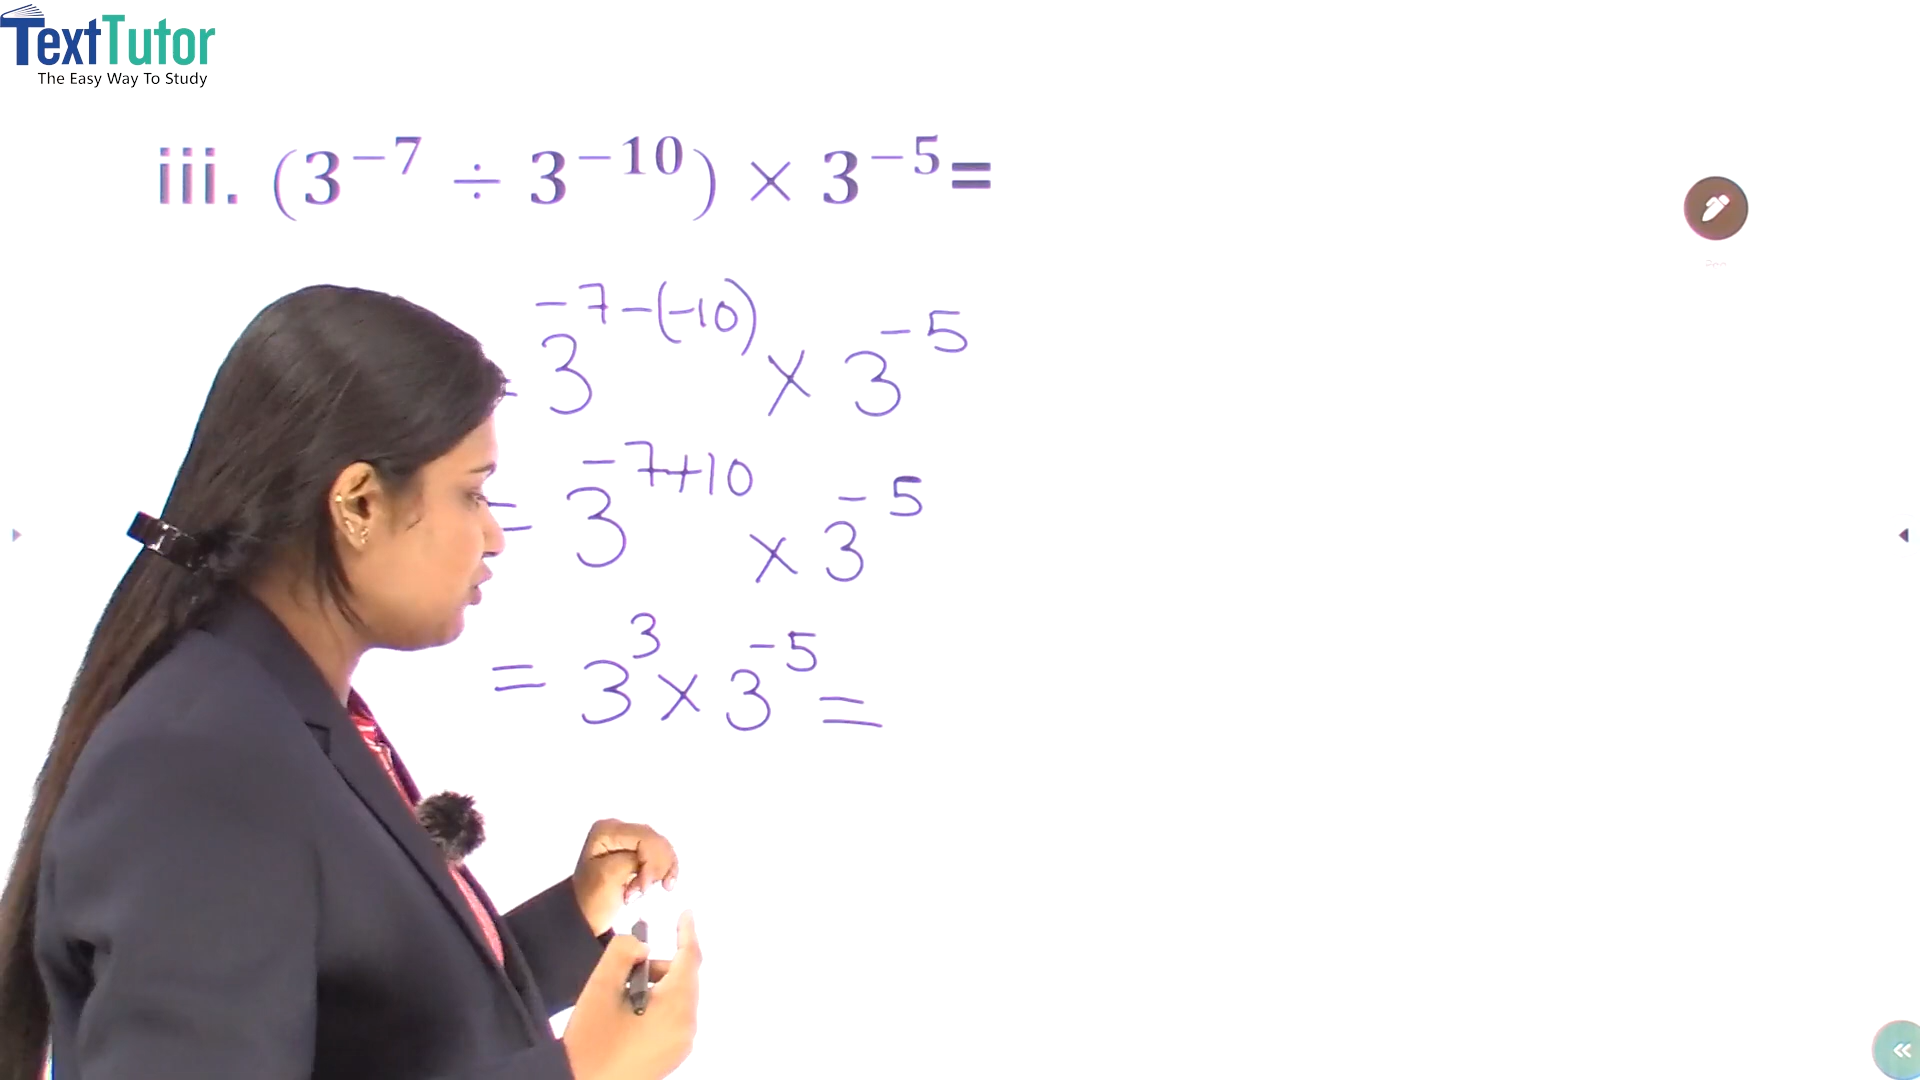 TextTutor
The Easy Way To Study
iii. (3⁻⁷ ÷ 3⁻¹⁰) × 3⁻⁵=
3⁻⁷⁻⁽⁻¹⁰⁾ × 3⁻⁵
= 3⁻⁷⁺¹⁰ × 3⁻⁵
= 3³ × 3⁻⁵ =